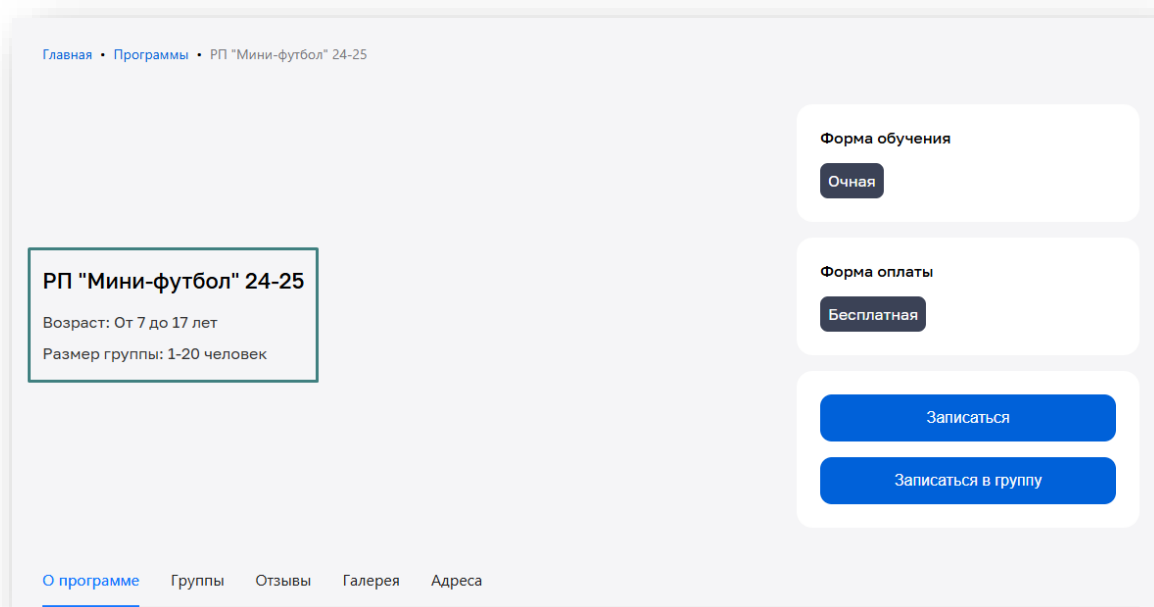 Главная • Программы • РП "Мини-футбол" 24-25
Форма обучения
Очная
РП "Мини-футбол" 24-25
Возраст: От 7 до 17 лет
Размер группы: 1-20 человек
Форма оплаты
Бесплатная
Записаться
Записаться в группу
О программе Группы Отзывы Галерея Адреса